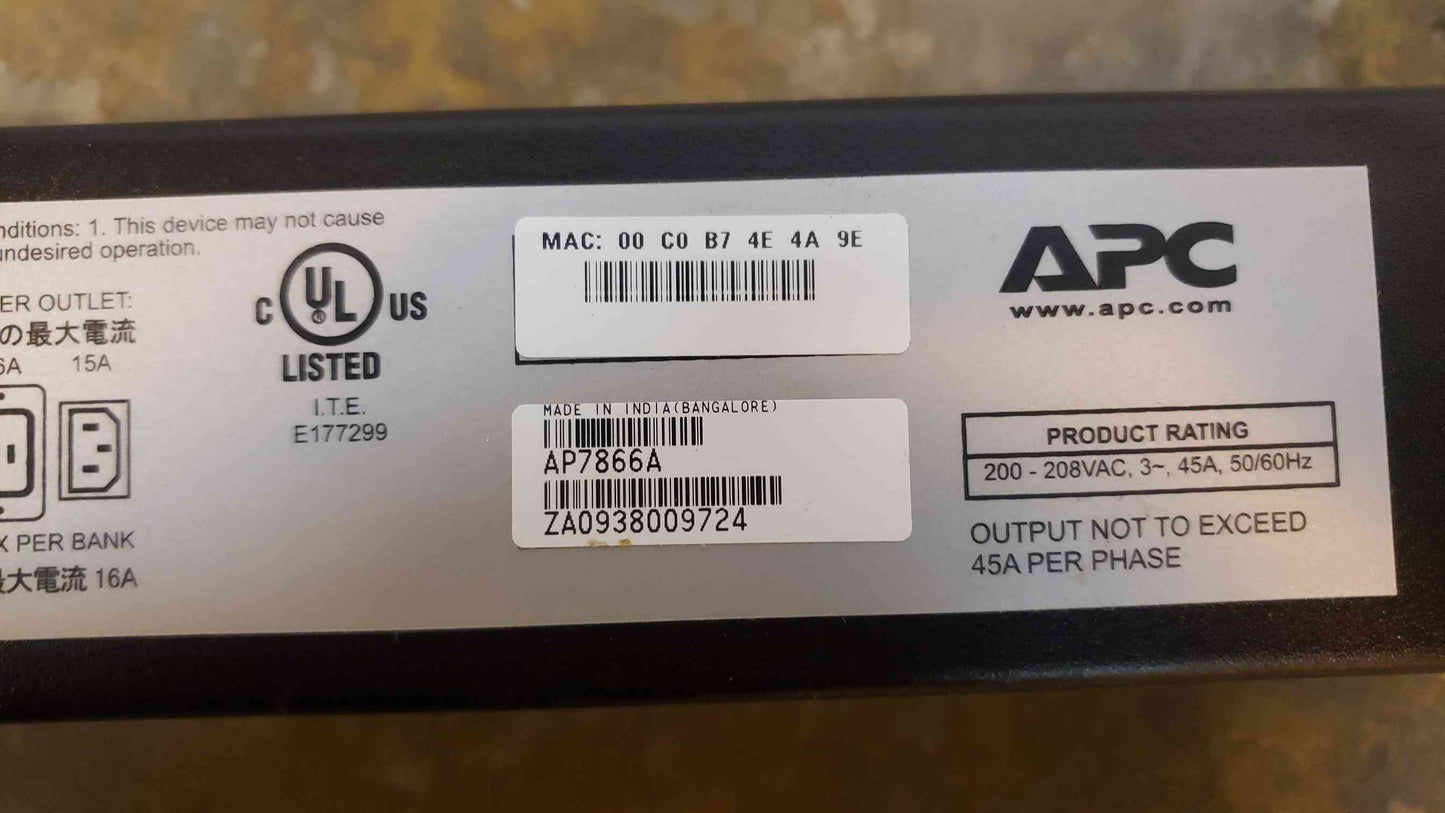 nditions: 1. This device may not cause
undesired operation.
ER OUTLET:
の最大電流
15A
X PER BANK
最大電流 16A
C UL® US
LISTED
I.T.E.
E177299
MAC: 00 C0 B7 4E 4A 9E
MADE IN INDIA(BANGALORE)
AP7866A
ZA0938009724
APC
www.apc.com
PRODUCT RATING
200 - 208VAC, 3~, 45A, 50/60Hz
OUTPUT NOT TO EXCEED
45A PER PHASE